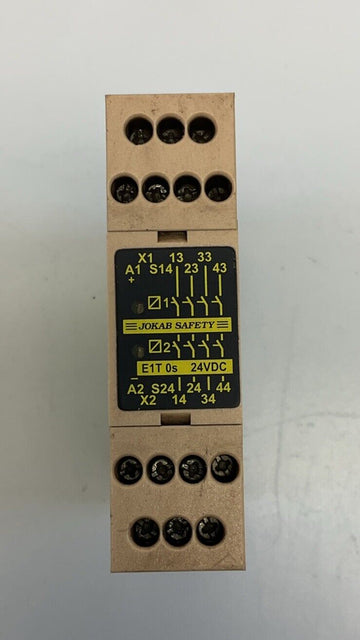 X1 13 33
A1 S14 23 43
+
1
JOKAB SAFETY
2
E1T 0s 24VDC
−
A2 S24 24 44
X2 14 34